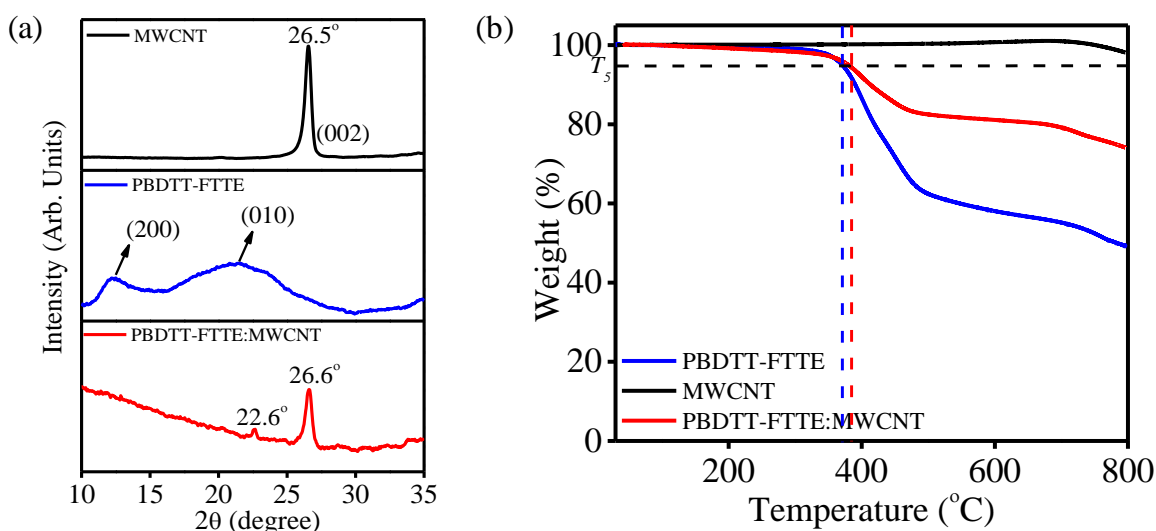 (a)
MWCNT
26.5°
(002)
PBDTT-FTTE
(200)
(010)
PBDTT-FTTE:MWCNT
22.6°
26.6°
Intensity (Arb. Units)
10 15 20 25 30 35
2θ (degree)
(b)
100
80
60
40
20
0
T5
Weight (%)
PBDTT-FTTE
MWCNT
PBDTT-FTTE:MWCNT
200 400 600 800
Temperature (°C)